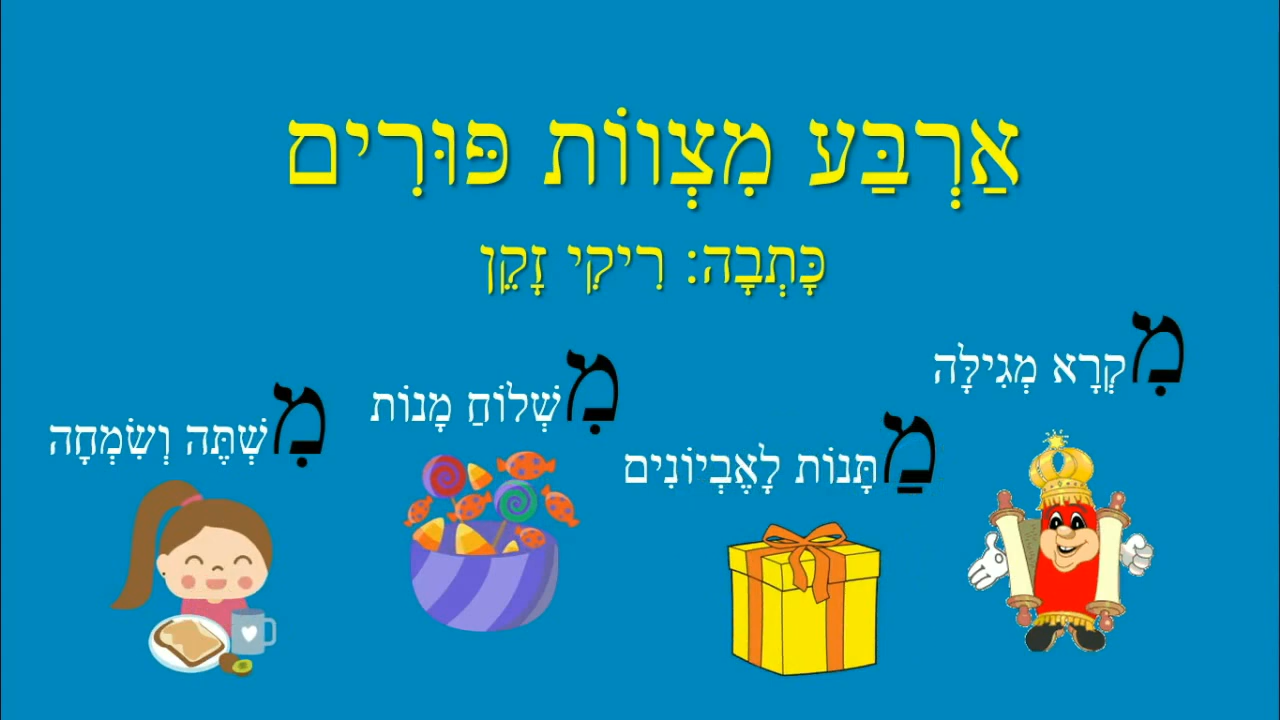 אַרְבַּע מִצְווֹת פּוּרִים
כָּתְבָה: רִיקִי זָקֵן
מִקְרָא מְגִילָּה
מַתָּנוֹת לָאֶבְיוֹנִים
מִשְׁלוֹחַ מָנוֹת
מִשְׁתֶּה וְשִׂמְחָה